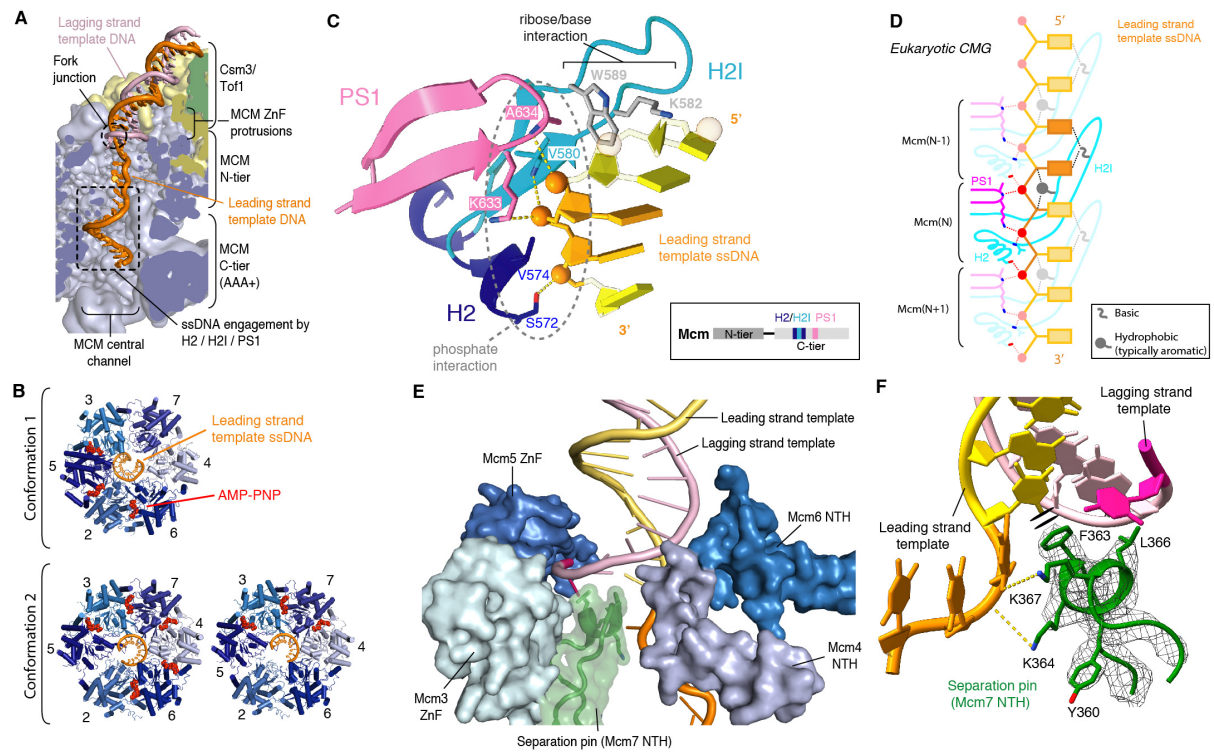 A
Lagging strand
template DNA
Fork
junction
Csm3/
Tof1
MCM ZnF
protrusions
MCM
N-tier
Leading strand
template DNA
MCM
C-tier
(AAA+)
ssDNA engagement by
H2 / H2I / PS1
MCM central
channel
B
Conformation 1
3
7
5
4
2
6
Leading strand
template ssDNA
AMP-PNP
Conformation 2
3
7
5
4
2
6
3
7
5
4
2
6
C
ribose/base
interaction
PS1
H2I
W589
K582
A634
5'
V580
K633
Leading strand
template ssDNA
V574
H2
S572
3'
phosphate
interaction
H2/H2I PS1
Mcm
N-tier
C-tier
D
Eukaryotic CMG
5'
Leading strand
template ssDNA
Mcm(N-1)
H2I
PS1
Mcm(N)
H2
Mcm(N+1)
3'
Basic
Hydrophobic
(typically aromatic)
E
Leading strand template
Lagging strand template
Mcm5 ZnF
Mcm6 NTH
Mcm4
NTH
Mcm3
ZnF
Separation pin (Mcm7 NTH)
F
Lagging strand
template
Leading strand
template
F363
L366
K367
K364
Separation pin
(Mcm7 NTH)
Y360